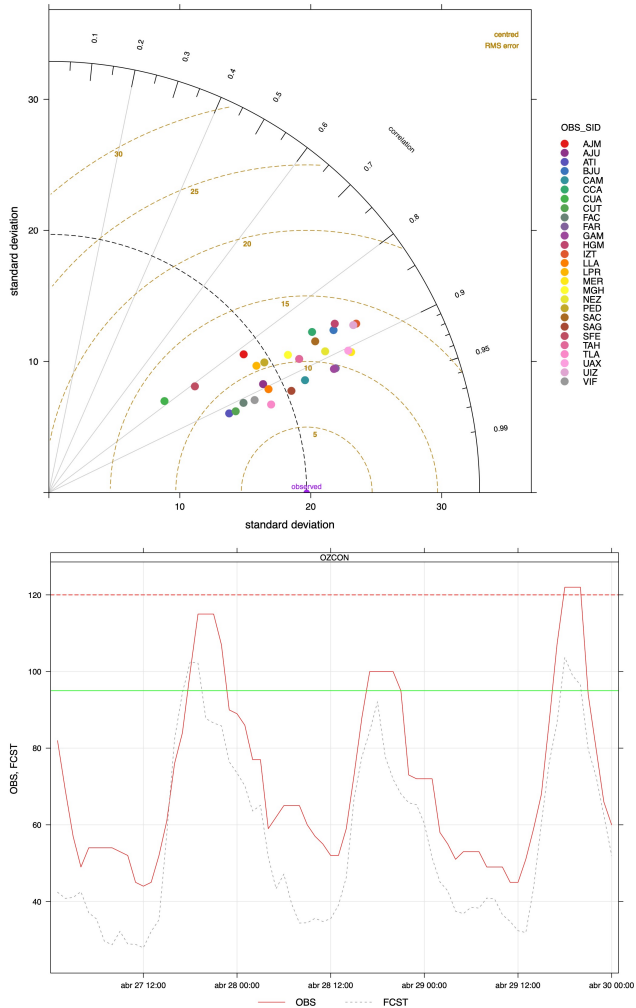 centred
RMS error
0.1
0.2
0.3
0.4
0.5
0.6
correlation
0.7
0.8
0.9
0.95
0.99
30
25
20
15
10
5
observed
30
20
10
standard deviation
10
20
30
standard deviation
OBS_SID
AJM
AJU
ATI
BJU
CAM
CCA
CUA
CUT
FAC
FAR
GAM
HGM
IZT
LLA
LPR
MER
MGH
NEZ
PED
SAC
SAG
SFE
TAH
TLA
UAX
UIZ
VIF
OZCON
OBS, FCST
120
100
80
60
40
abr 27 12:00
abr 28 00:00
abr 28 12:00
abr 29 00:00
abr 29 12:00
abr 30 00:00
OBS
FCST